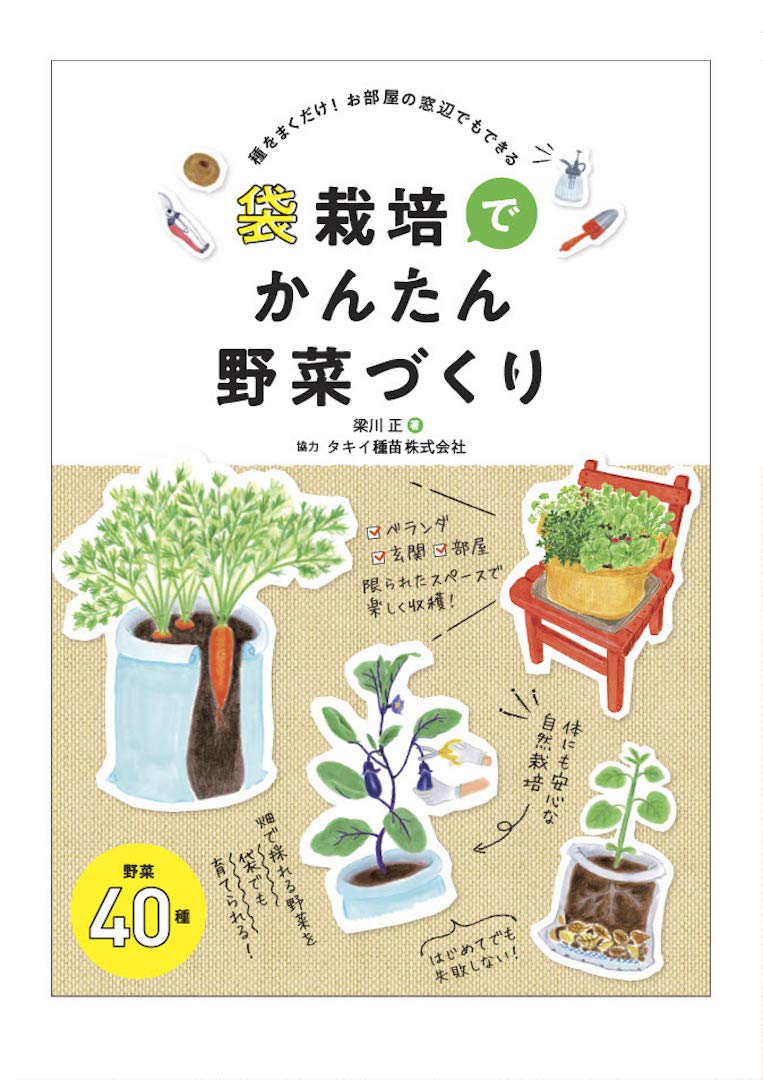 種をまくだけ！お部屋の窓辺でもできる
袋栽培で
かんたん
野菜づくり
梁川 正 著
協力 タキイ種苗株式会社
ベランダ
玄関 部屋
限られたスペースで
楽しく収穫！
体にも安心な
自然栽培
畑で採れる野菜を
袋でも
育てられる！
野菜
40種
はじめてでも
失敗しない！